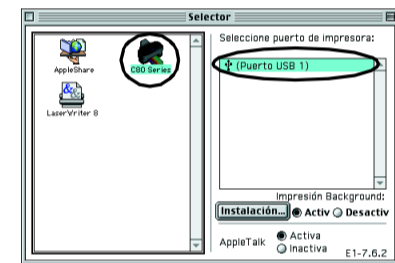 Selector
AppleShare
C80 Series
LaserWriter 8
Seleccione puerto de impresora:
(Puerto USB 1)
Impresión Background:
Instalación... Activ Desactiv
AppleTalk Activa
Inactiva
E1-7.6.2